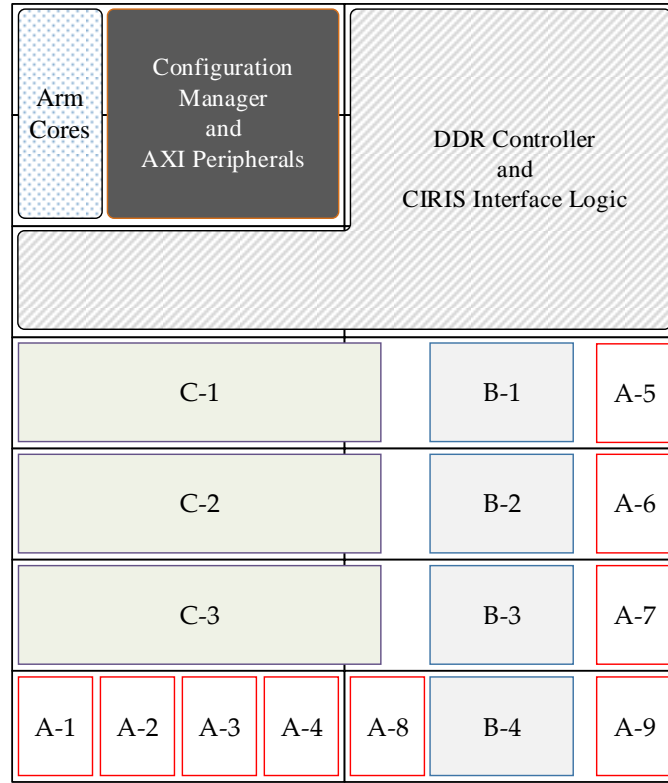 Arm
Cores
Configuration
Manager
and
AXI Peripherals
DDR Controller
and
CIRIS Interface Logic
C-1
B-1
A-5
C-2
B-2
A-6
C-3
B-3
A-7
A-1
A-2
A-3
A-4
A-8
B-4
A-9